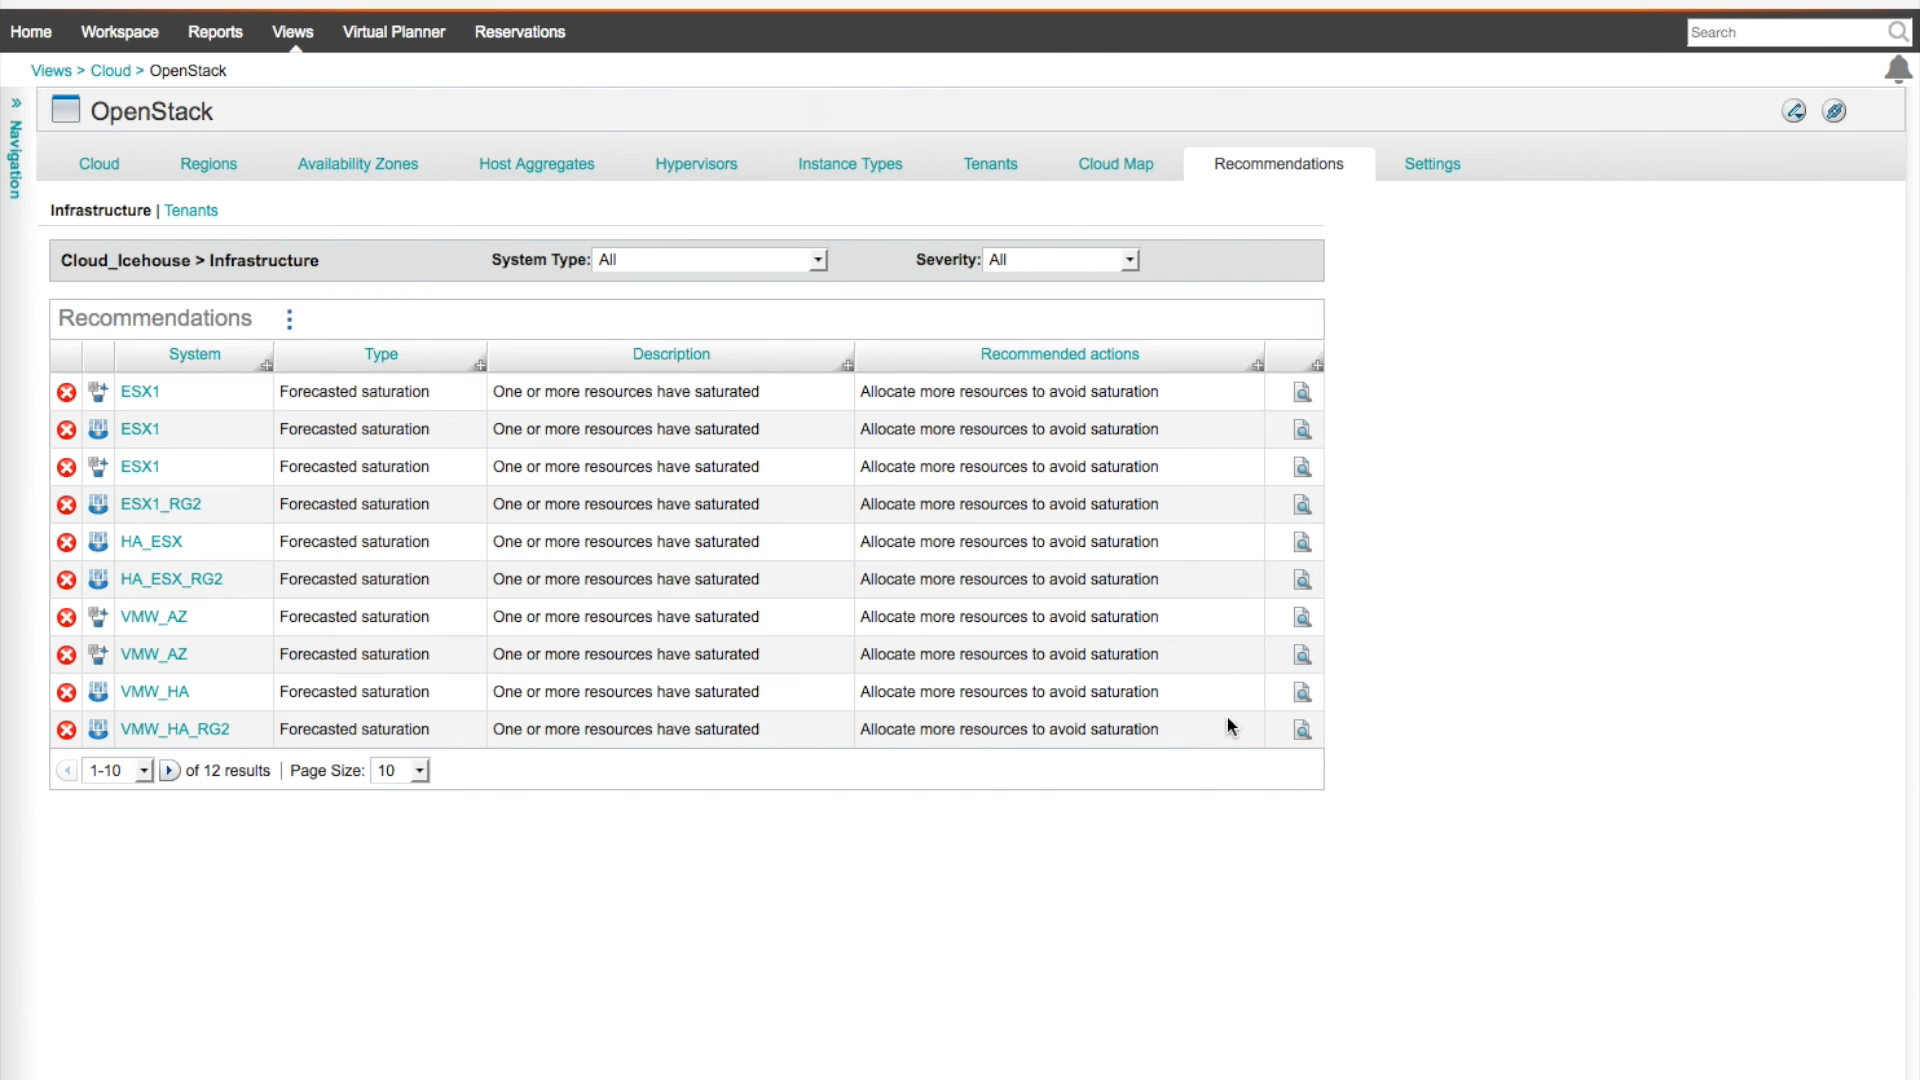 Home Workspace Reports Views Virtual Planner Reservations Search
Views > Cloud > OpenStack
» Navigation
OpenStack
Cloud Regions Availability Zones Host Aggregates Hypervisors Instance Types Tenants Cloud Map Recommendations Settings
Infrastructure | Tenants
Cloud_Icehouse > Infrastructure System Type: All Severity: All
Recommendations
System Type Description Recommended actions
ESX1 Forecasted saturation One or more resources have saturated Allocate more resources to avoid saturation
ESX1 Forecasted saturation One or more resources have saturated Allocate more resources to avoid saturation
ESX1 Forecasted saturation One or more resources have saturated Allocate more resources to avoid saturation
ESX1_RG2 Forecasted saturation One or more resources have saturated Allocate more resources to avoid saturation
HA_ESX Forecasted saturation One or more resources have saturated Allocate more resources to avoid saturation
HA_ESX_RG2 Forecasted saturation One or more resources have saturated Allocate more resources to avoid saturation
VMW_AZ Forecasted saturation One or more resources have saturated Allocate more resources to avoid saturation
VMW_AZ Forecasted saturation One or more resources have saturated Allocate more resources to avoid saturation
VMW_HA Forecasted saturation One or more resources have saturated Allocate more resources to avoid saturation
VMW_HA_RG2 Forecasted saturation One or more resources have saturated Allocate more resources to avoid saturation
1-10 of 12 results | Page Size: 10